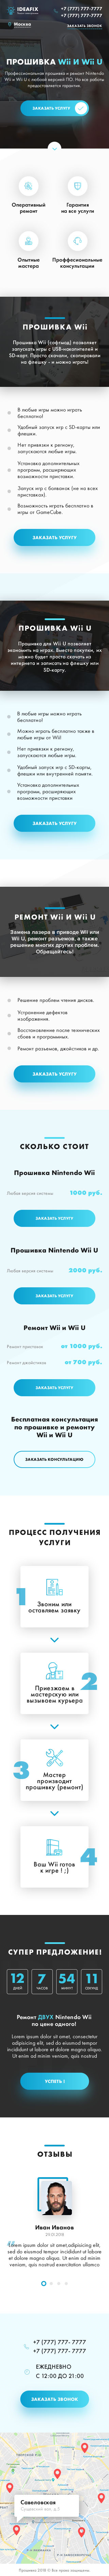 IDEAFIX
+7 (777) 777-7777
+7 (777) 777-7777
Москва
ЗАКАЗАТЬ ЗВОНОК
ПРОШИВКА Wii И Wii U
Профессиональная прошивка и ремонт Nintendo
Wii и Wii U с любой версией ПО. На все работы
предоставляется гарантия.
ЗАКАЗАТЬ УСЛУГУ
Оперативный
ремонт
Гарантия
на все услуги
Опытные
мастера
Проффесиональные
консультации
ПРОШИВКА Wii
Прошивка Wii (софтмод) позволяет
запускать игры с USB-накопителей и
SD-карт. Просто скачали, скопировали
на флешку – и можно играть!
В любые игры можно играть
бесплатно!
Удобный запуск игр с SD-карты или
флешки.
Нет привязки к региону,
запускаются любые игры.
Установка дополнительных
программ, расширяющих
возможности приставки.
Запуск игр с болванок (не на всех
приставках).
Возможность играть бесплатно в
игры от GameCube
ЗАКАЗАТЬ УСЛУГУ
ПРОШИВКА Wii U
Прошивка для Wii U позволяет
экономить на играх. Вместо покупки, их
можно будет просто скачать из
интернета и записать на флешку или
SD-карту.
В любые игры можно играть
бесплатно!
Можно играть бесплатно также в
любые игры от Wii!
Нет привязки к региону,
запускаются любые игры.
Удобный запуск игр с SD-карты,
флешки или внутренней памяти.
Установка дополнительных
программ, расширяющих
возможности приставки
ЗАКАЗАТЬ УСЛУГУ
РЕМОНТ Wii И Wii U
Замена лазера в приводе Wii или
Wii U, ремонт разъемов, а также
решение многих других проблем.
Обращайтесь!
Решение проблем чтения дисков.
Устранение дефектов
изображения.
Восстановление после технических
сбоев в программных.
Ремонт разъемов, джойстиков и др.
ЗАКАЗАТЬ УСЛУГУ
СКОЛЬКО СТОИТ
Прошивка Nintendo Wii
Любая версия системы 1000 руб.
ЗАКАЗАТЬ УСЛУГУ
Прошивка Nintendo Wii U
Любая версия системы 2000 руб.
ЗАКАЗАТЬ УСЛУГУ
Ремонт Wii и Wii U
Ремонт приставки от 1000 руб.
Ремонт джойстиков от 700 руб.
ЗАКАЗАТЬ УСЛУГУ
Бесплатная консультация
по прошивке и ремонту
Wii и Wii U
ЗАКАЗАТЬ КОНСУЛЬТАЦИЮ
ПРОЦЕСС ПОЛУЧЕНИЯ
УСЛУГИ
1
Звоним или
оставляем заявку
2
Приезжаем в
мастерскую или
вызываем курьера
3
Мастер
производит
прошивку (ремонт)
4
Ваш Wii готов
к игре ! ;)
СУПЕР ПРЕДЛОЖЕНИЕ!
12 7 54 11
ДНЕЙ ЧАСОВ МИНУТ СЕКУНД
Ремонт ДВУХ Nintendo Wii
по цене одного!
Lorem ipsum dolor sit amet, consectetur
adipisicing elit, sed do eiusmod tempor
incididunt ut labore et dolore magna aliqua.
Ut enim ad minim veniam, quis nostrud
УСПЕТЬ !
ОТЗЫВЫ
Иван Иванов
Lorem ipsum dolor sit amet,adipisicing elit,
sed do eiusmod tempor incididunt ut labore
et dolore magna aliqua. Ut enim ad minim
veniam, quis nostrud exercitation ullamco
+7 (777) 777- 7777
+7 (777) 777- 7777
ЕЖЕДНЕВНО
С 12:00 ДО 21:00
ЗАКАЗАТЬ ЗВОНОК
Савеловская
Прошивка 2018 © Все права защищены